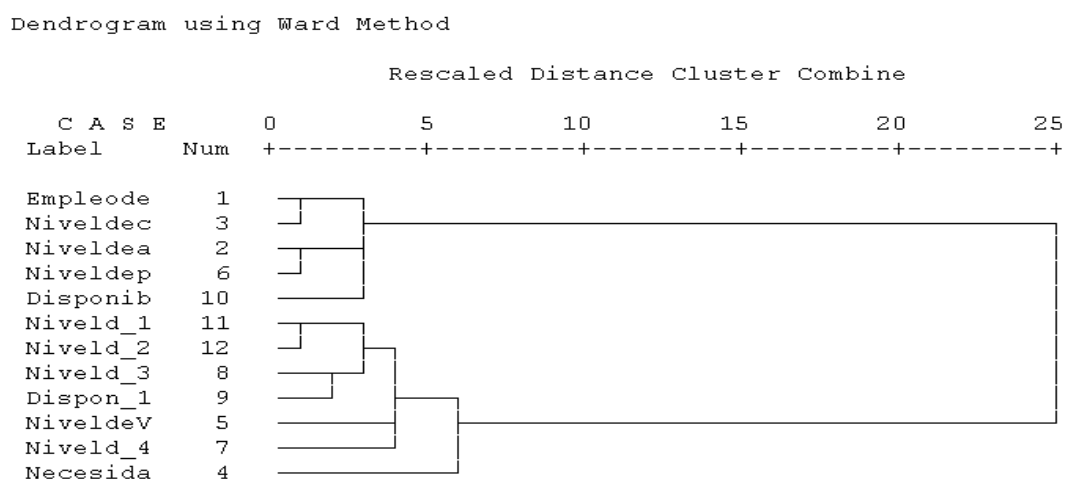 Dendrogram using Ward Method
Rescaled Distance Cluster Combine
C A S E 0 5 10 15 20 25
Label Num +---------+---------+---------+---------+---------+
Empleode 1
Niveldec 3
Niveldea 2
Niveldep 6
Disponib 10
Niveld_1 11
Niveld_2 12
Niveld_3 8
Dispon_1 9
NiveldeV 5
Niveld_4 7
Necesida 4